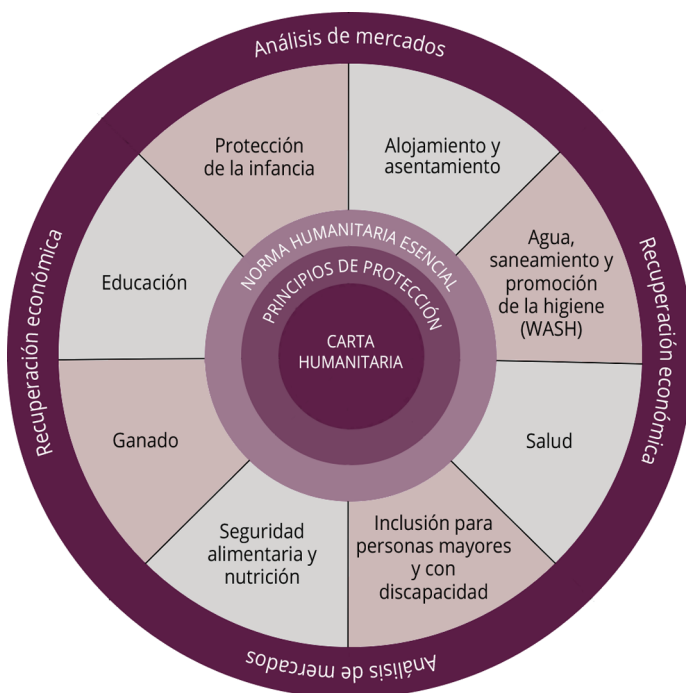 Análisis de mercados
Protección
de la infancia
Alojamiento y
asentamiento
Agua,
saneamiento y
promoción
de la higiene
(WASH)
Educación
NORMA HUMANITARIA ESENCIAL
PRINCIPIOS DE PROTECCIÓN
CARTA
HUMANITARIA
Recuperación económica
Recuperación económica
Ganado
Salud
Seguridad
alimentaria y
nutrición
Inclusión para
personas mayores
y con
discapacidad
Análisis de mercados